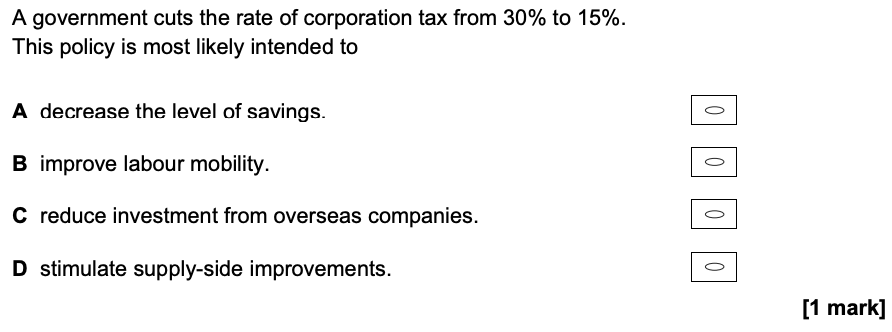 A government cuts the rate of corporation tax from 30% to 15%.
This policy is most likely intended to
A decrease the level of savings.
B improve labour mobility.
C reduce investment from overseas companies.
D stimulate supply-side improvements.
[1 mark]